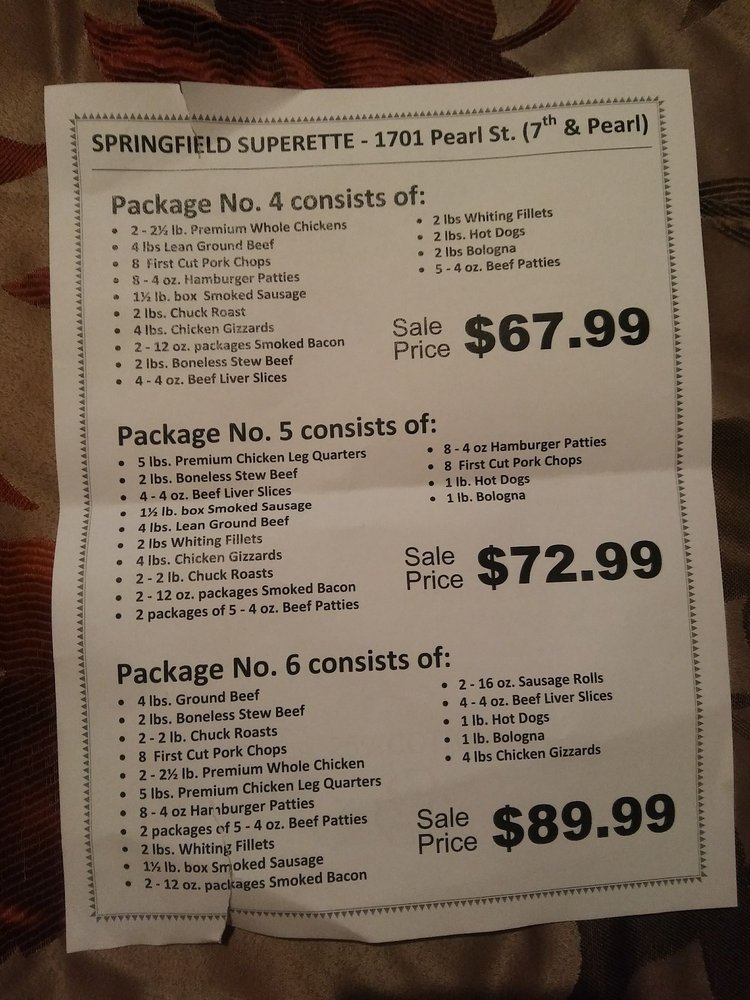 SPRINGFIELD SUPERETTE - 1701 Pearl St. (7th & Pearl)
Package No. 4 consists of:
• 2 - 2½ lb. Premium Whole Chickens
• 4 lbs Lean Ground Beef
• 8 First Cut Pork Chops
• 8 - 4 oz. Hamburger Patties
• 1½ lb. box Smoked Sausage
• 2 lbs. Chuck Roast
• 4 lbs. Chicken Gizzards
• 2 - 12 oz. packages Smoked Bacon
• 2 lbs. Boneless Stew Beef
• 4 - 4 oz. Beef Liver Slices
• 2 lbs Whiting Fillets
• 2 lbs. Hot Dogs
• 2 lbs Bologna
• 5 - 4 oz. Beef Patties
Sale Price $67.99
Package No. 5 consists of:
• 5 lbs. Premium Chicken Leg Quarters
• 2 lbs. Boneless Stew Beef
• 4 - 4 oz. Beef Liver Slices
• 1½ lb. box Smoked Sausage
• 4 lbs. Lean Ground Beef
• 2 lbs Whiting Fillets
• 4 lbs. Chicken Gizzards
• 2 - 2 lb. Chuck Roasts
• 2 - 12 oz. packages Smoked Bacon
• 2 packages of 5 - 4 oz. Beef Patties
• 8 - 4 oz Hamburger Patties
• 8 First Cut Pork Chops
• 1 lb. Hot Dogs
• 1 lb. Bologna
Sale Price $72.99
Package No. 6 consists of:
• 4 lbs. Ground Beef
• 2 lbs. Boneless Stew Beef
• 2 - 2 lb. Chuck Roasts
• 8 First Cut Pork Chops
• 2 - 2½ lb. Premium Whole Chicken
• 5 lbs. Premium Chicken Leg Quarters
• 8 - 4 oz Hamburger Patties
• 2 packages of 5 - 4 oz. Beef Patties
• 2 lbs. Whiting Fillets
• 1½ lb. box Smoked Sausage
• 2 - 12 oz. packages Smoked Bacon
• 2 - 16 oz. Sausage Rolls
• 4 - 4 oz. Beef Liver Slices
• 1 lb. Hot Dogs
• 1 lb. Bologna
• 4 lbs Chicken Gizzards
Sale Price $89.99